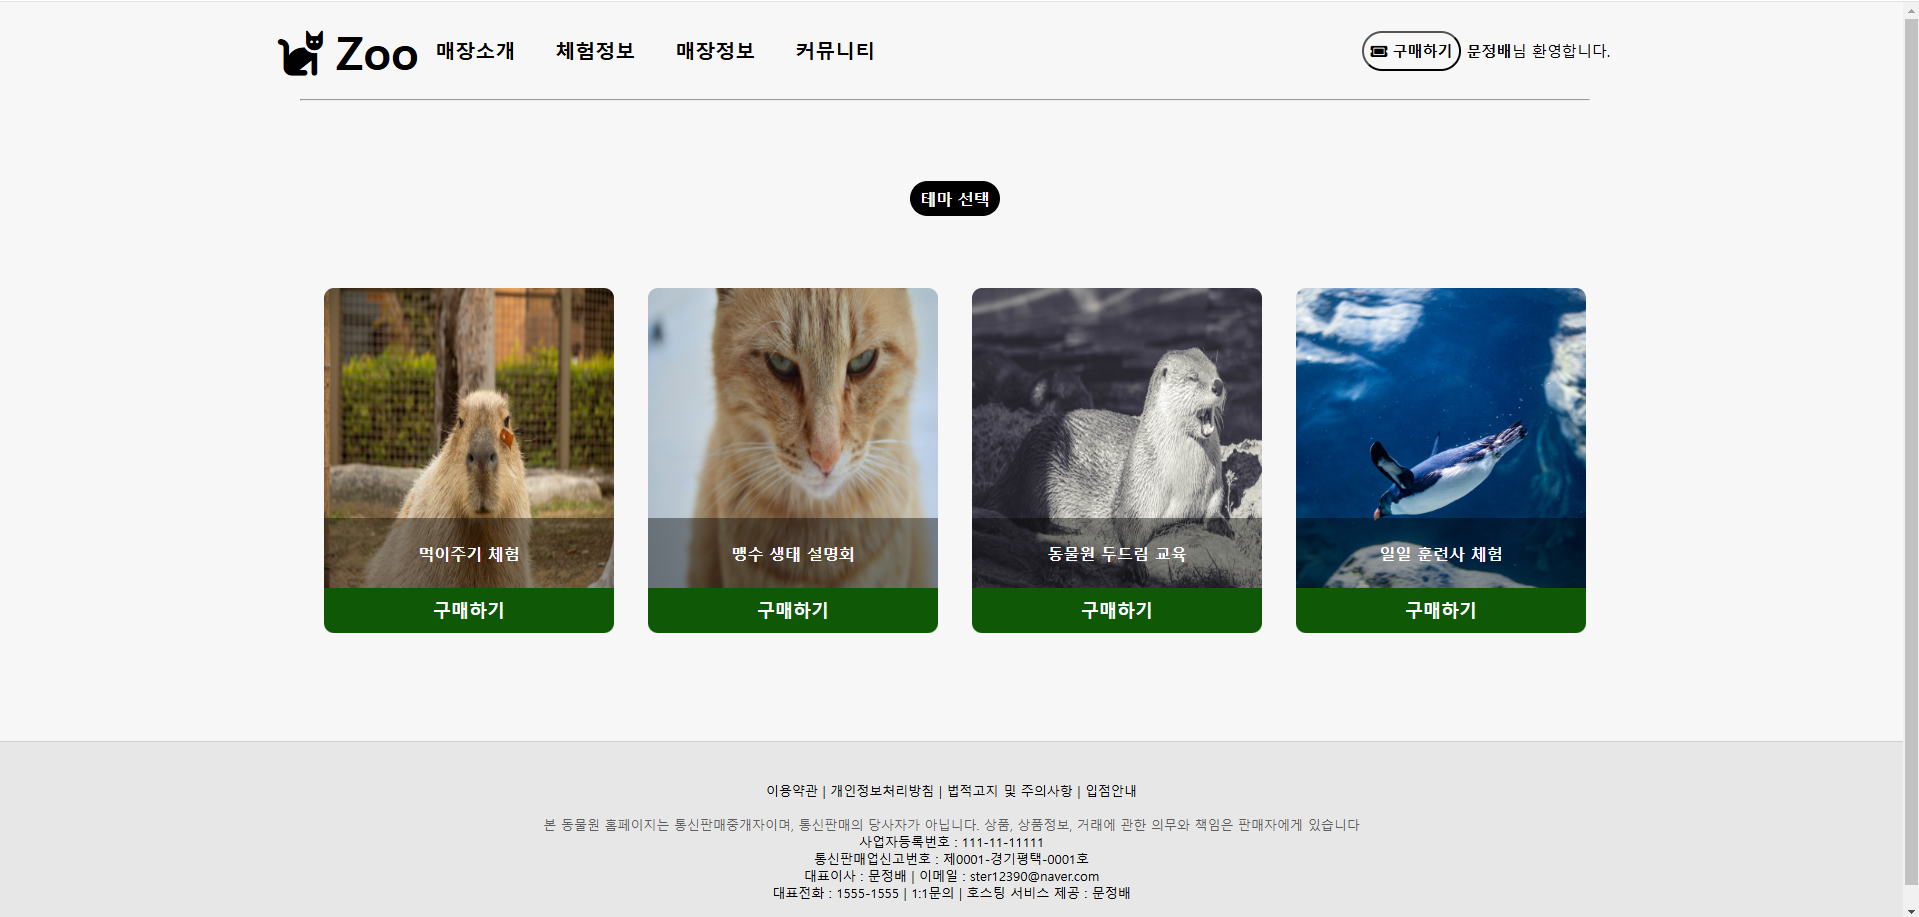 Zoo 매장소개 체험정보 매장정보 커뮤니티 구매하기 문정배님 환영합니다.
테마 선택
먹이주기 체험 맹수 생태 설명회 동물원 두드림 교육 일일 훈련사 체험
구매하기 구매하기 구매하기 구매하기
이용약관 | 개인정보처리방침 | 법적고지 및 주의사항 | 입점안내
본 동물원 홈페이지는 통신판매중개자이며, 통신판매의 당사자가 아닙니다. 상품, 상품정보, 거래에 관한 의무와 책임은 판매자에게 있습니다
사업자등록번호 : 111-11-11111
통신판매업신고번호 : 제0001-경기평택-0001호
대표이사 : 문정배 | 이메일 : ster12390@naver.com
대표전화 : 1555-1555 | 1:1문의 | 호스팅 서비스 제공 : 문정배